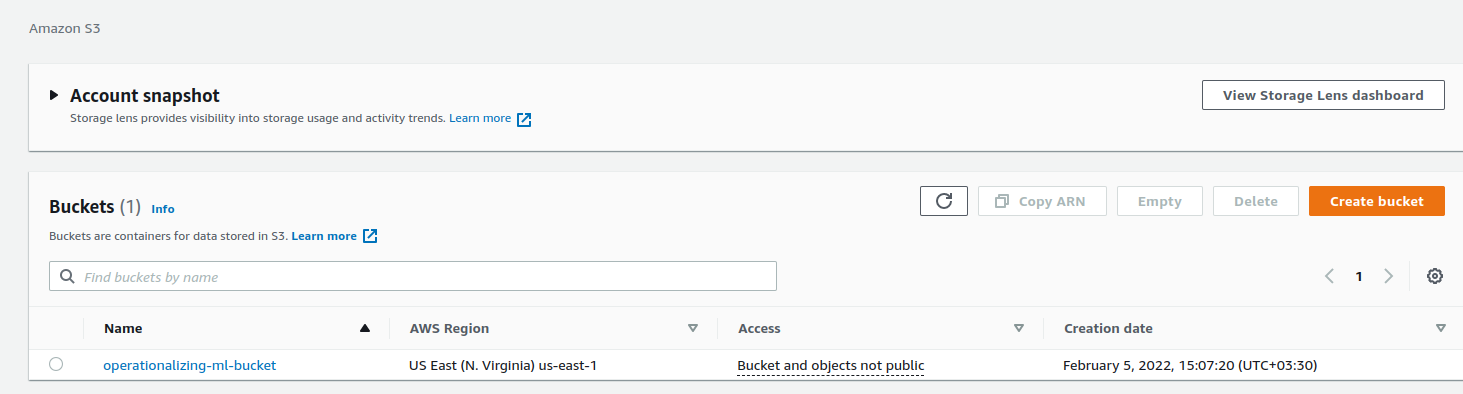 Amazon S3
Account snapshot
View Storage Lens dashboard
Storage lens provides visibility into storage usage and activity trends. Learn more
Buckets (1) Info
Copy ARN Empty Delete Create bucket
Buckets are containers for data stored in S3. Learn more
Find buckets by name
1
Name AWS Region Access Creation date
operationalizing-ml-bucket US East (N. Virginia) us-east-1 Bucket and objects not public February 5, 2022, 15:07:20 (UTC+03:30)